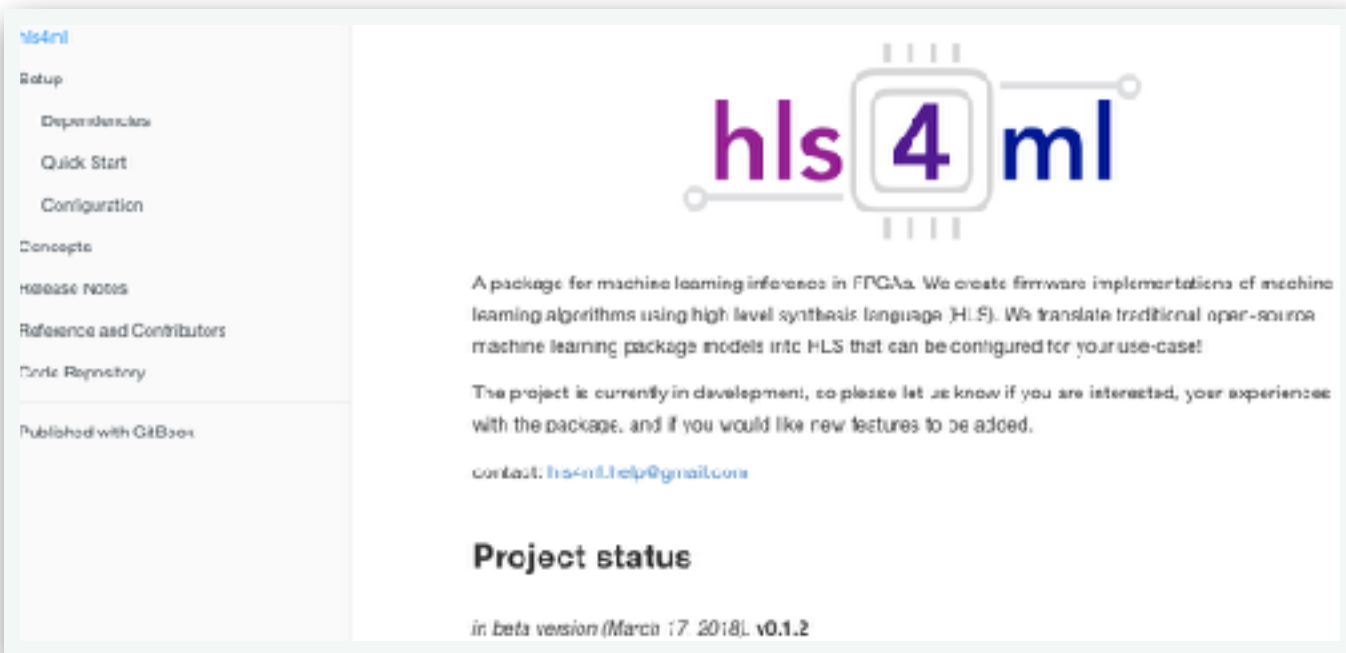 hls4ml
Setup
Dependencies
Quick Start
Configuration
Concepts
Release Notes
Reference and Contributors
Code Repository
Published with GitBook
hls 4 ml
A package for machine learning inference in FPGAs. We create firmware implementations of machine
learning algorithms using high level synthesis language (HLS). We translate traditional open-source
machine learning package models into HLS that can be configured for your use-case!
The project is currently in development, so please let us know if you are interested, your experiences
with the package, and if you would like new features to be added.
contact: hls4ml.help@gmail.com
Project status
in beta version (March 17, 2018), v0.1.2